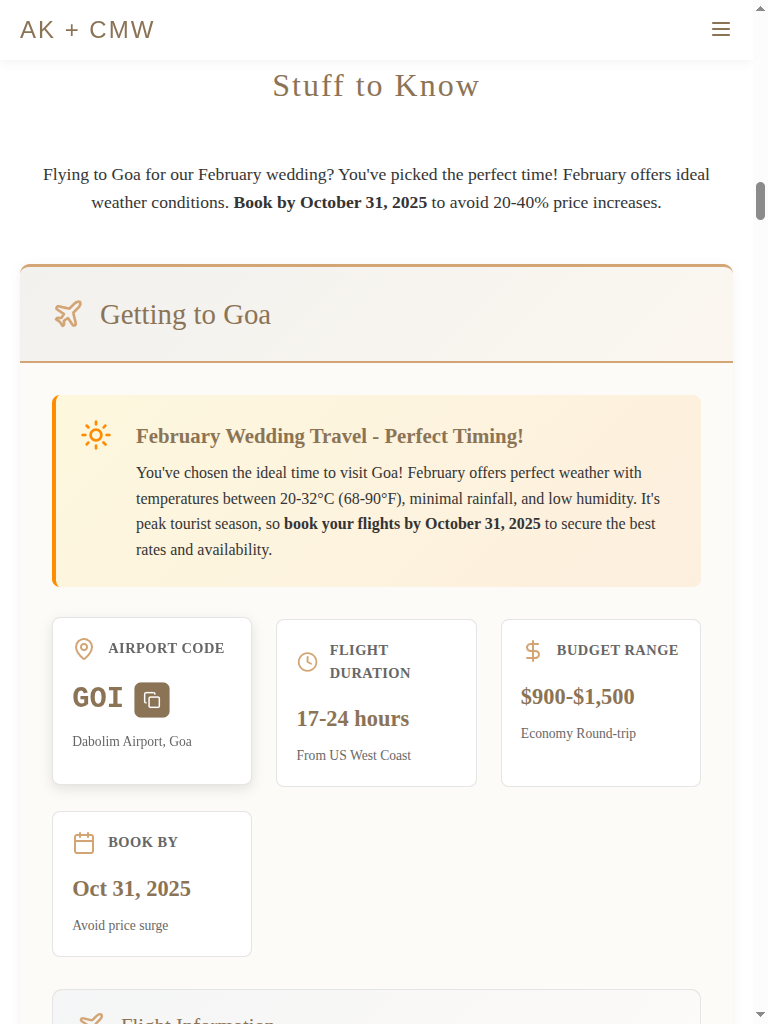 AK + CMW
Stuff to Know
Flying to Goa for our February wedding? You've picked the perfect time! February offers ideal
weather conditions. Book by October 31, 2025 to avoid 20-40% price increases.
Getting to Goa
February Wedding Travel - Perfect Timing!
You've chosen the ideal time to visit Goa! February offers perfect weather with
temperatures between 20-32°C (68-90°F), minimal rainfall, and low humidity. It's
peak tourist season, so book your flights by October 31, 2025 to secure the best
rates and availability.
AIRPORT CODE
GOI
Dabolim Airport, Goa
FLIGHT
DURATION
17-24 hours
From US West Coast
BUDGET RANGE
$900-$1,500
Economy Round-trip
BOOK BY
Oct 31, 2025
Avoid price surge
Flight Information